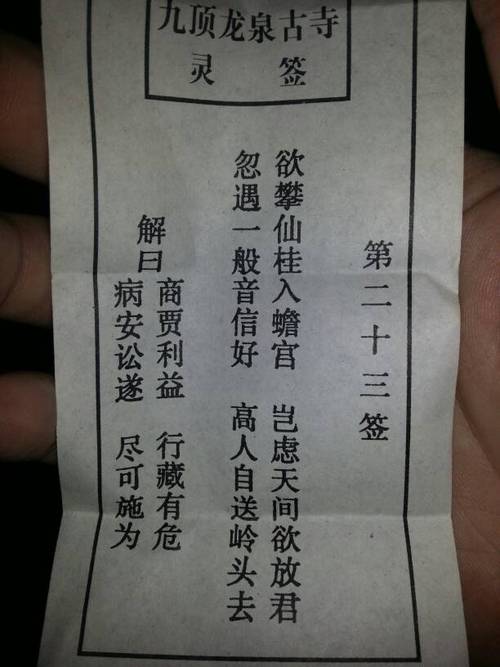 九顶龙泉古寺
灵签
第二十三签
欲攀仙桂入蟾宫 岂虑天间欲放君
忽遇一般音信好 高人自送岭头去
解曰
商贾利益 行藏有危
病安讼遂 尽可施为